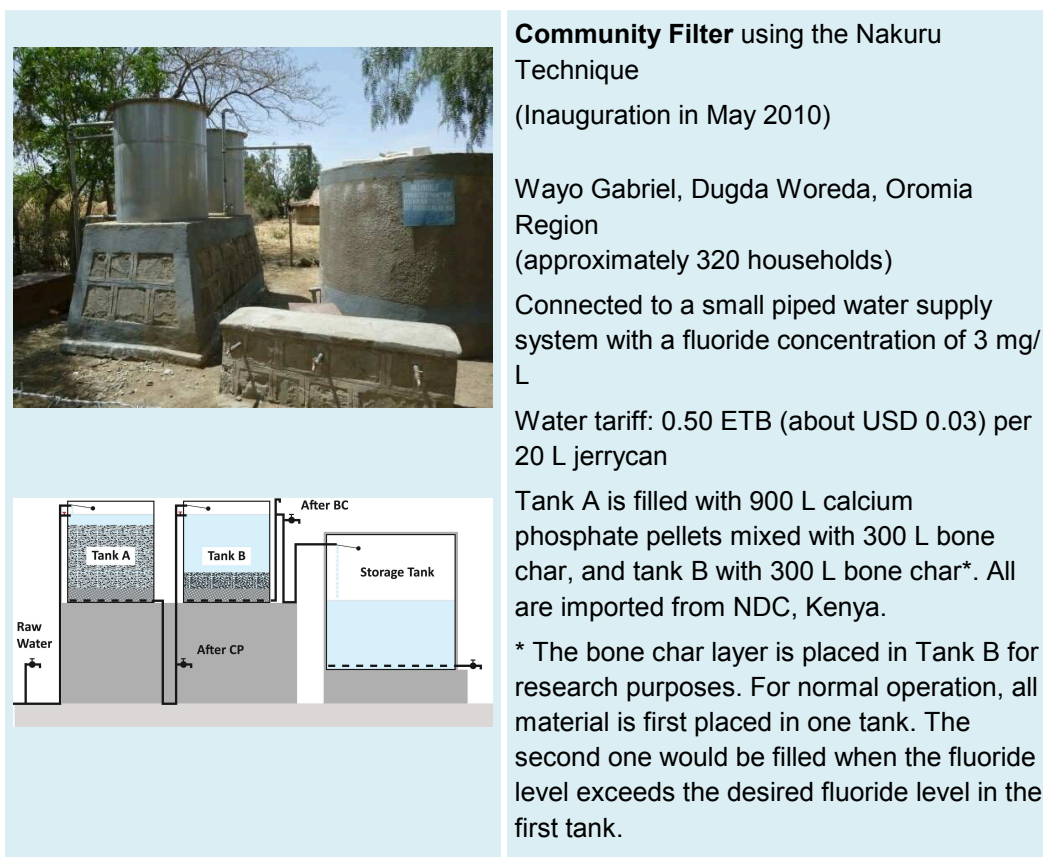 Community Filter using the Nakuru
Technique
(Inauguration in May 2010)
Wayo Gabriel, Dugda Woreda, Oromia
Region
(approximately 320 households)
Connected to a small piped water supply
system with a fluoride concentration of 3 mg/
L
Water tariff: 0.50 ETB (about USD 0.03) per
20 L jerrycan
Tank A is filled with 900 L calcium
phosphate pellets mixed with 300 L bone
char, and tank B with 300 L bone char*. All
are imported from NDC, Kenya.
* The bone char layer is placed in Tank B for
research purposes. For normal operation, all
material is first placed in one tank. The
second one would be filled when the fluoride
level exceeds the desired fluoride level in the
first tank.
After BC
Tank A
Tank B
Storage Tank
Raw
Water
After CP